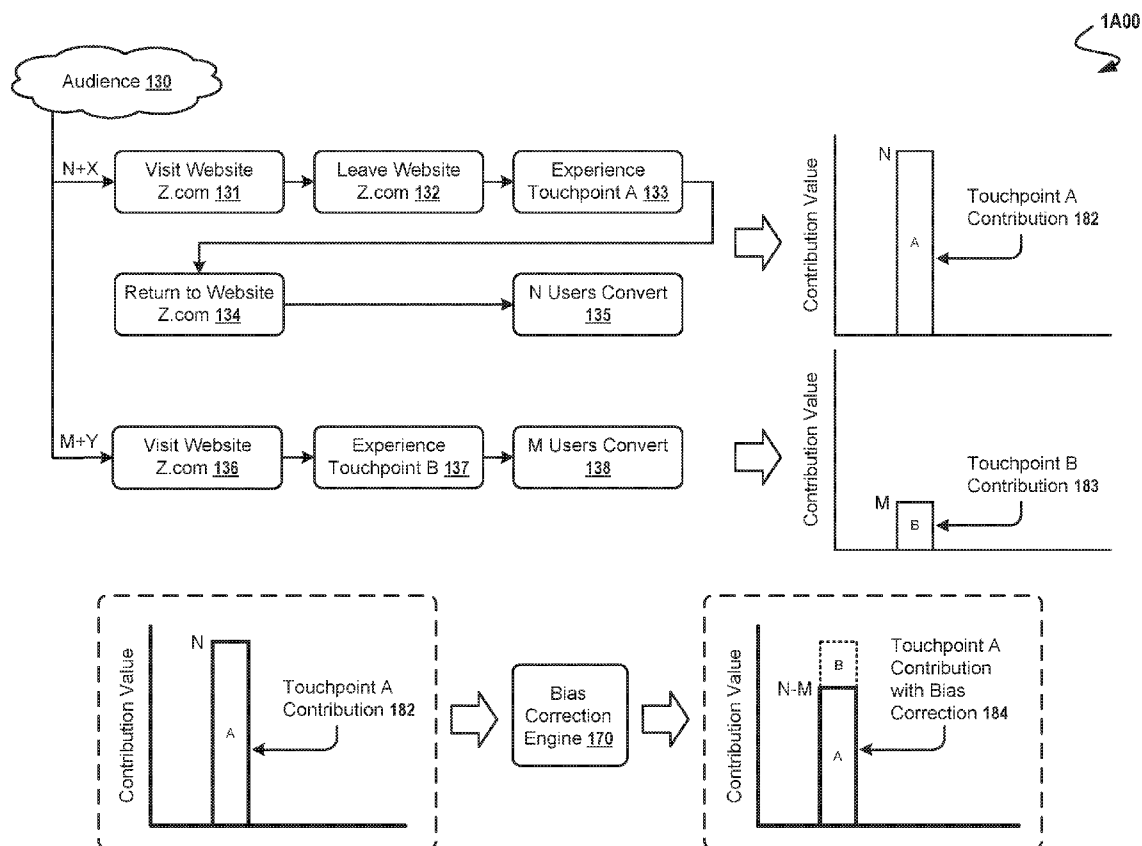 1A00
Audience 130
N+X
Visit Website
Z.com 131
Leave Website
Z.com 132
Experience
Touchpoint A 133
Return to Website
Z.com 134
N Users Convert
135
Contribution Value
N
A
Touchpoint A
Contribution 182
M+Y
Visit Website
Z.com 136
Experience
Touchpoint B 137
M Users Convert
138
Contribution Value
M
B
Touchpoint B
Contribution 183
Contribution Value
N
A
Touchpoint A
Contribution 182
Bias
Correction
Engine 170
Contribution Value
N-M
B
A
Touchpoint A
Contribution
with Bias
Correction 184